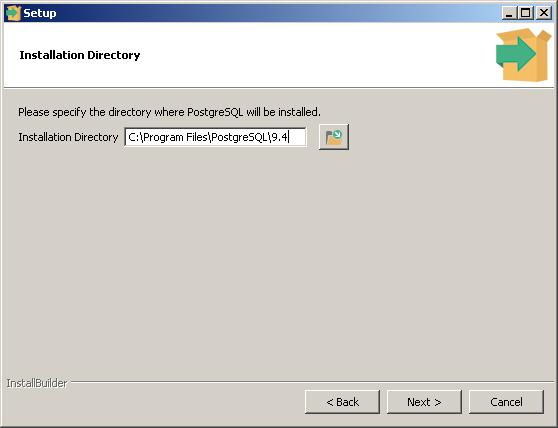 Setup
Installation Directory
Please specify the directory where PostgreSQL will be installed.
Installation Directory C:\Program Files\PostgreSQL\9.4
InstallBuilder
< Back Next > Cancel